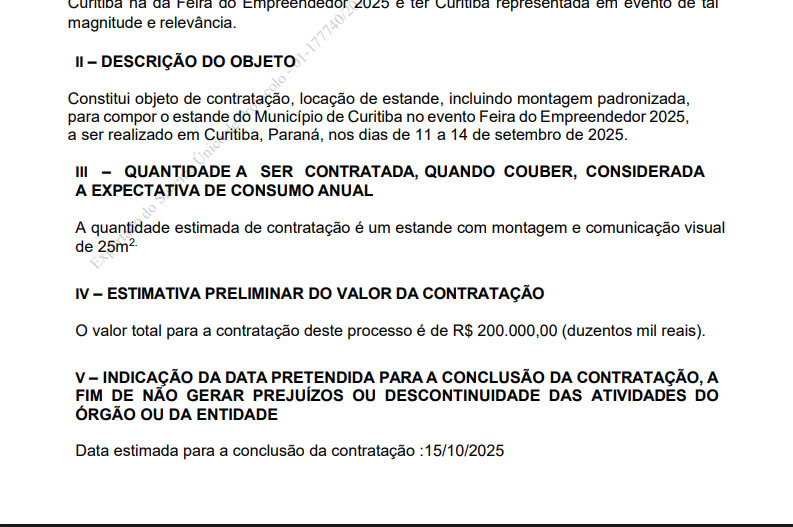 Curitiba na da Feira do Empreendedor 2025 e ter Curitiba representada em evento de tal
magnitude e relevância.
II – DESCRIÇÃO DO OBJETO
Constitui objeto de contratação, locação de estande, incluindo montagem padronizada,
para compor o estande do Município de Curitiba no evento Feira do Empreendedor 2025,
a ser realizado em Curitiba, Paraná, nos dias de 11 a 14 de setembro de 2025.
III – QUANTIDADE A SER CONTRATADA, QUANDO COUBER, CONSIDERADA
A EXPECTATIVA DE CONSUMO ANUAL
A quantidade estimada de contratação é um estande com montagem e comunicação visual
de 25m².
IV – ESTIMATIVA PRELIMINAR DO VALOR DA CONTRATAÇÃO
O valor total para a contratação deste processo é de R$ 200.000,00 (duzentos mil reais).
V – INDICAÇÃO DA DATA PRETENDIDA PARA A CONCLUSÃO DA CONTRATAÇÃO, A
FIM DE NÃO GERAR PREJUÍZOS OU DESCONTINUIDADE DAS ATIVIDADES DO
ÓRGÃO OU DA ENTIDADE
Data estimada para a conclusão da contratação :15/10/2025